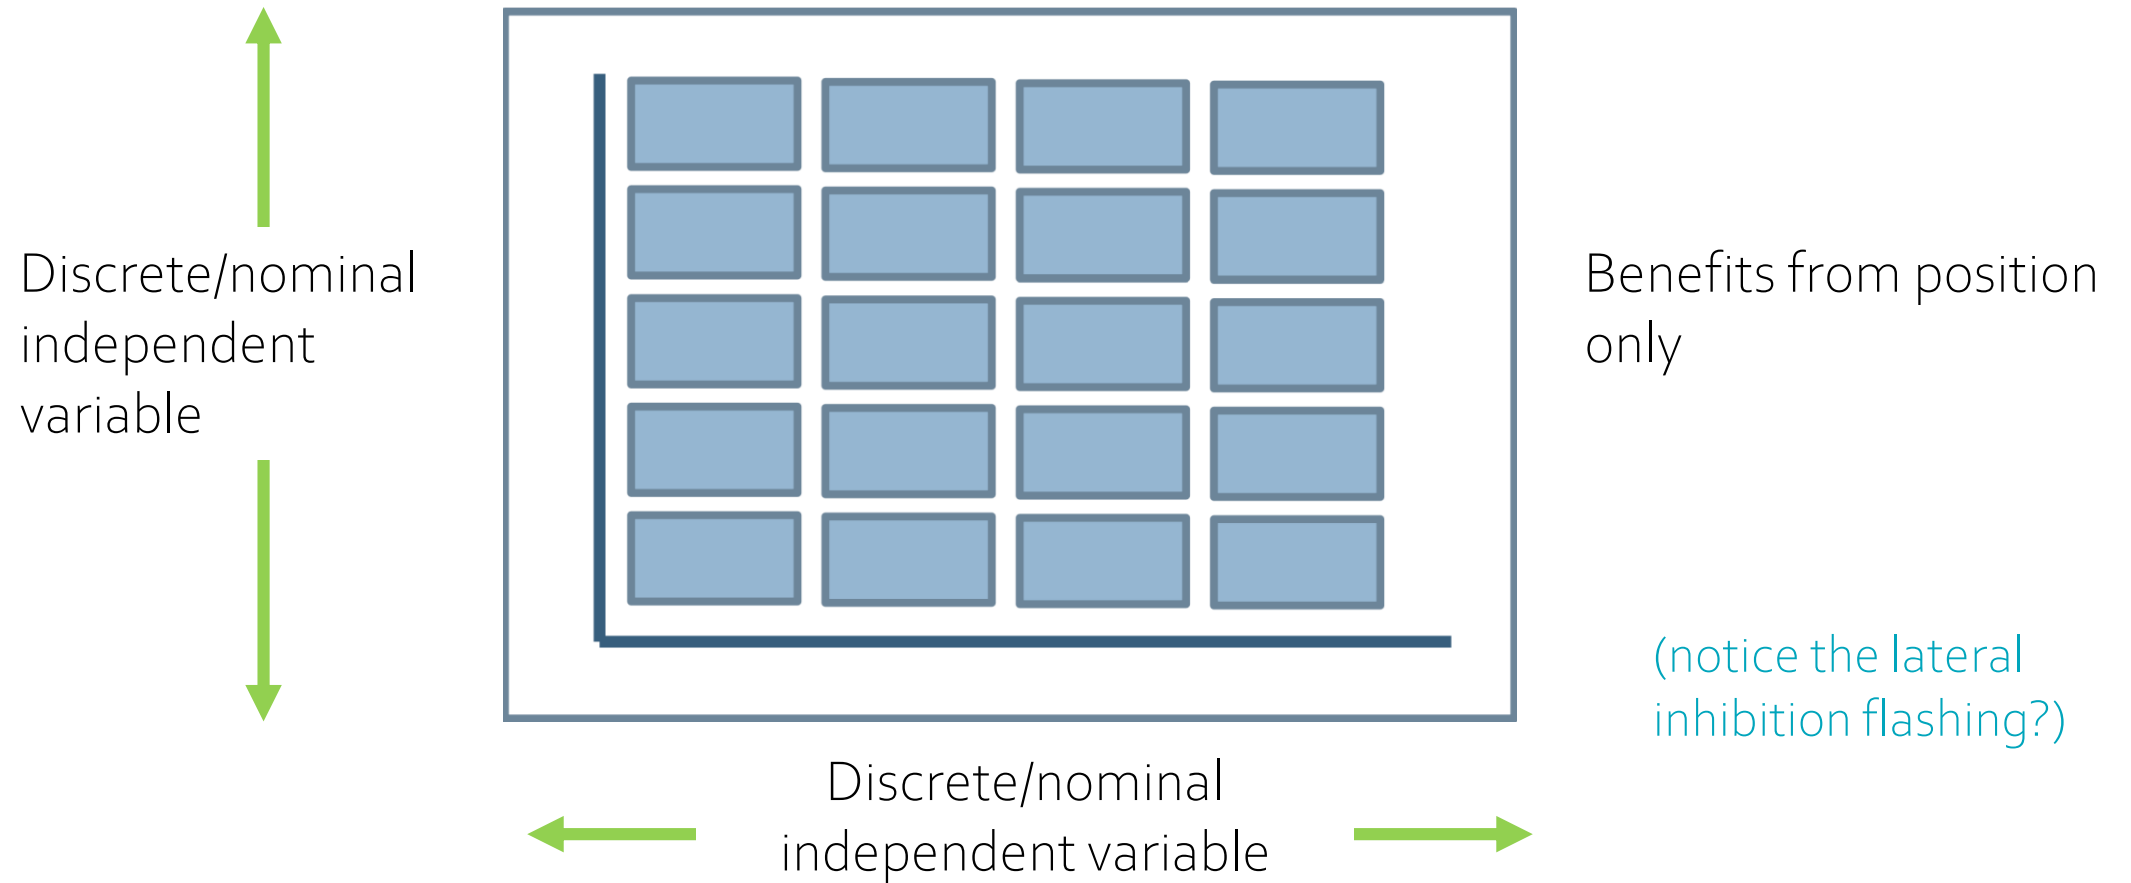 Discrete/nominal
independent
variable
Benefits from position
only
(notice the lateral
inhibition flashing?)
Discrete/nominal
independent variable